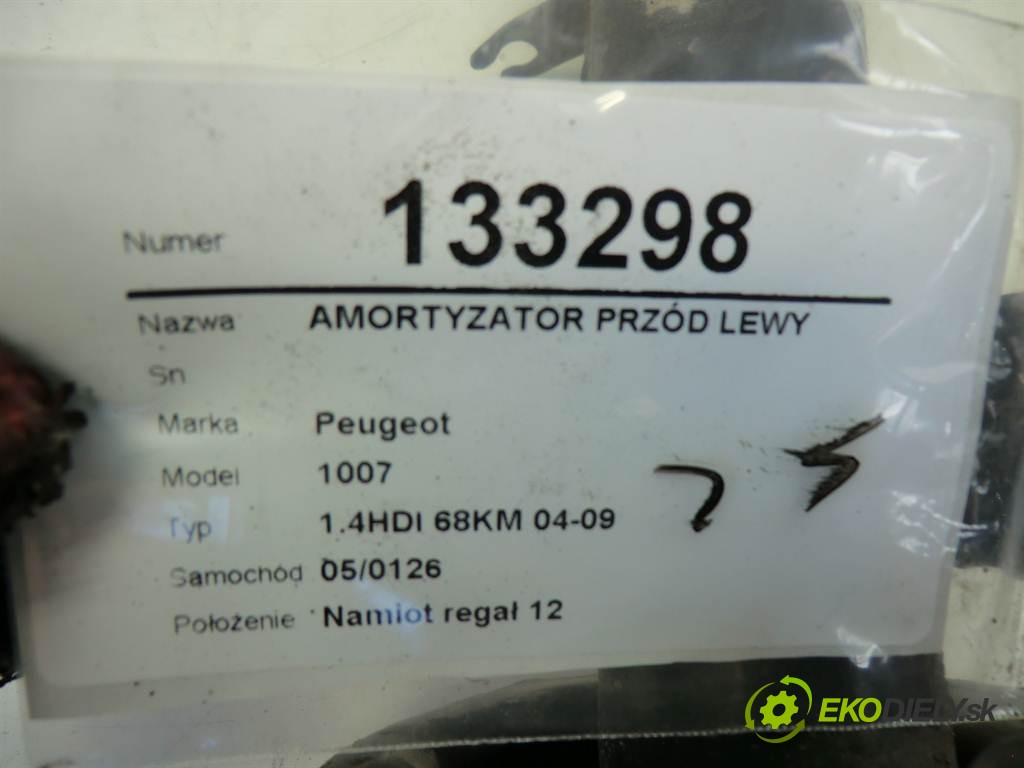 Numer 133298
Nazwa AMORTYZATOR PRZÓD LEWY
Sn
Marka Peugeot
Model 1007
Typ 1.4HDI 68KM 04-09
Samochód 05/0126
Położenie Namiot regał 12
EKODIELY.sk